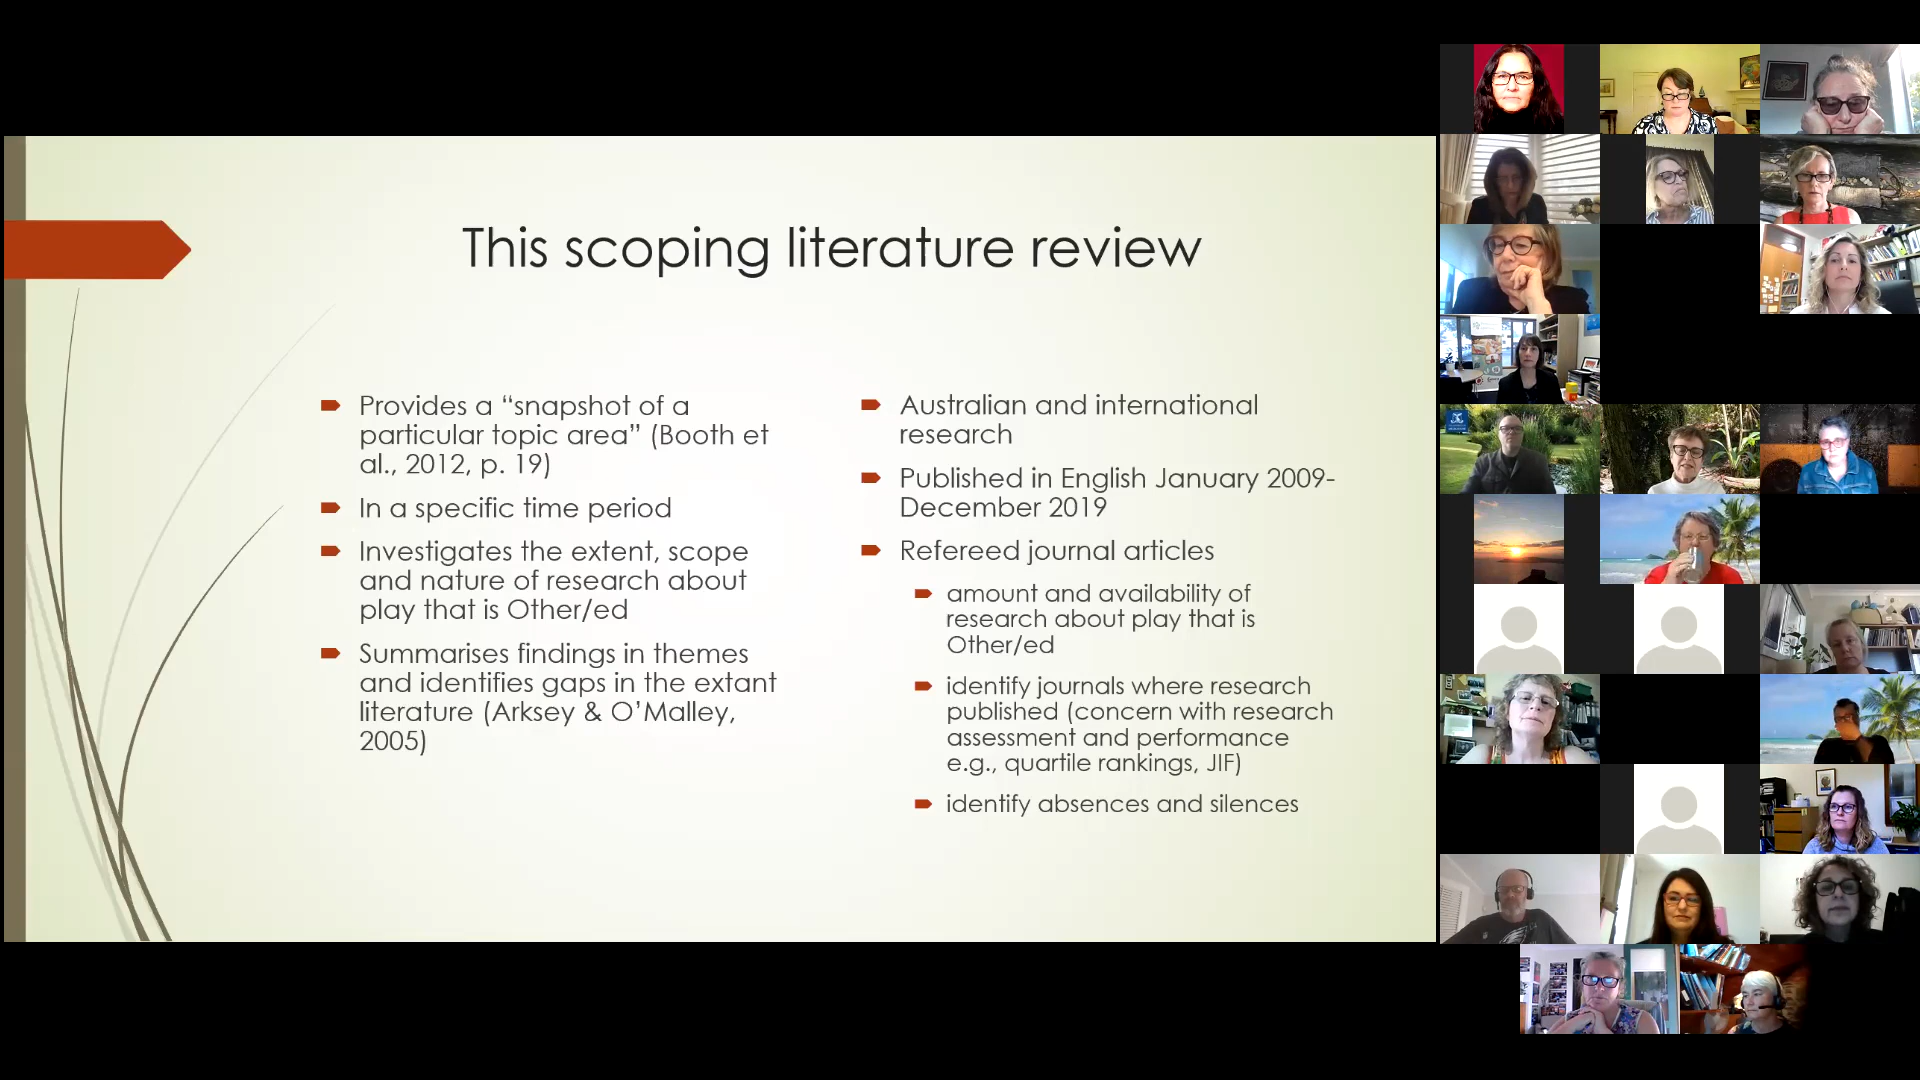 This scoping literature review
Provides a “snapshot of a
particular topic area” (Booth et
al., 2012, p. 19)
In a specific time period
Investigates the extent, scope
and nature of research about
play that is Other/ed
Summarises findings in themes
and identifies gaps in the extant
literature (Arksey & O’Malley,
2005)
Australian and international
research
Published in English January 2009-
December 2019
Refereed journal articles
amount and availability of
research about play that is
Other/ed
identify journals where research
published (concern with research
assessment and performance
e.g., quartile rankings, JIF)
identify absences and silences